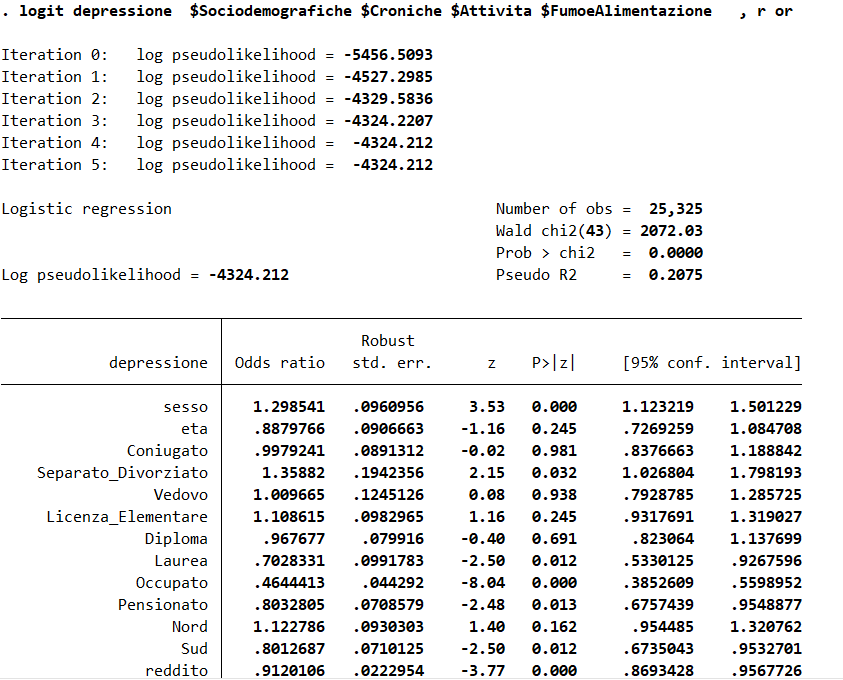 . logit depressione $Sociodemografiche $Croniche $Attivita $FumoeAlimentazione , r or
Iteration 0: log pseudolikelihood = -5456.5093
Iteration 1: log pseudolikelihood = -4527.2985
Iteration 2: log pseudolikelihood = -4329.5836
Iteration 3: log pseudolikelihood = -4324.2207
Iteration 4: log pseudolikelihood = -4324.212
Iteration 5: log pseudolikelihood = -4324.212
Logistic regression Number of obs = 25,325
Wald chi2(43) = 2072.03
Prob > chi2 = 0.0000
Log pseudolikelihood = -4324.212 Pseudo R2 = 0.2075
Robust
depressione Odds ratio std. err. z P>|z| [95% conf. interval]
sesso 1.298541 .0960956 3.53 0.000 1.123219 1.501229
eta .8879766 .0906663 -1.16 0.245 .7269259 1.084708
Coniugato .9979241 .0891312 -0.02 0.981 .8376663 1.188842
Separato_Divorziato 1.35882 .1942356 2.15 0.032 1.026804 1.798193
Vedovo 1.009665 .1245126 0.08 0.938 .7928785 1.285725
Licenza_Elementare 1.108615 .0982965 1.16 0.245 .9317691 1.319027
Diploma .967677 .079916 -0.40 0.691 .823064 1.137699
Laurea .7028331 .0991783 -2.50 0.012 .5330125 .9267596
Occupato .4644413 .044292 -8.04 0.000 .3852609 .5598952
Pensionato .8032805 .0708579 -2.48 0.013 .6757439 .9548877
Nord 1.122786 .0930303 1.40 0.162 .954485 1.320762
Sud .8012687 .0710125 -2.50 0.012 .6735043 .9532701
reddito .9120106 .0222954 -3.77 0.000 .8693428 .9567726